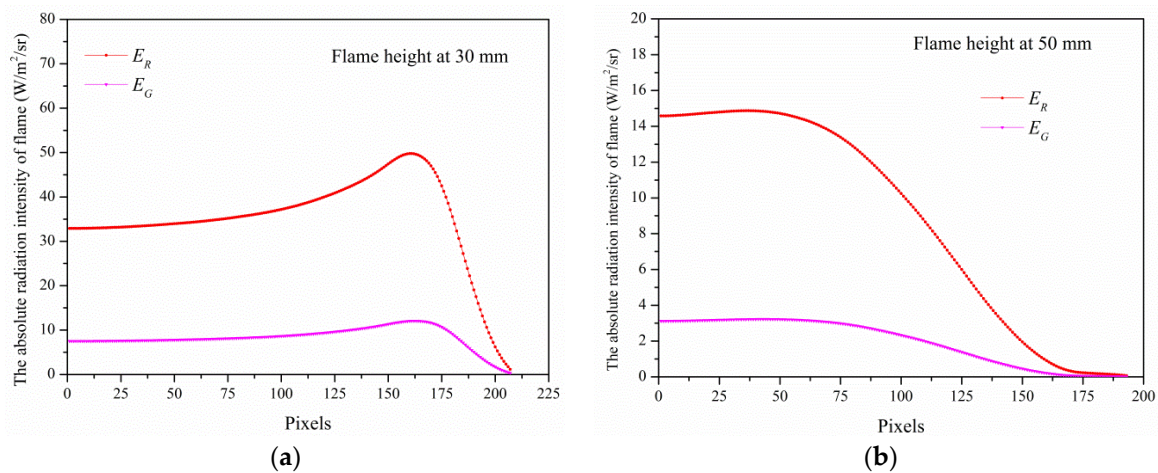 The absolute radiation intensity of flame (W/m²/sr)
80
70
60
50
40
30
20
10
0
E_R
E_G
Flame height at 30 mm
0 25 50 75 100 125 150 175 200 225
Pixels
(a)
The absolute radiation intensity of flame (W/m²/sr)
20
18
16
14
12
10
8
6
4
2
0
Flame height at 50 mm
E_R
E_G
0 25 50 75 100 125 150 175 200
Pixels
(b)